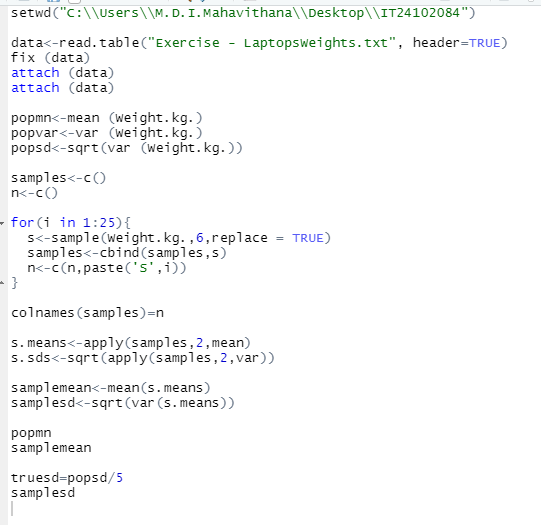 setwd("C:\\Users\\M.D.I.Mahavithana\\Desktop\\IT24102084")
data<-read.table("Exercise - LaptopsWeights.txt", header=TRUE)
fix (data)
attach (data)
attach (data)
popmn<-mean (Weight.kg.)
popvar<-var (Weight.kg.)
popsd<-sqrt(var (Weight.kg.))
samples<-c()
n<-c()
for(i in 1:25){
  s<-sample(Weight.kg.,6,replace = TRUE)
  samples<-cbind(samples,s)
  n<-c(n,paste('S',i))
}
colnames(samples)=n
s.means<-apply(samples,2,mean)
s.sds<-sqrt(apply(samples,2,var))
samplemean<-mean(s.means)
samplesd<-sqrt(var(s.means))
popmn
samplemean
truesd=popsd/5
samplesd